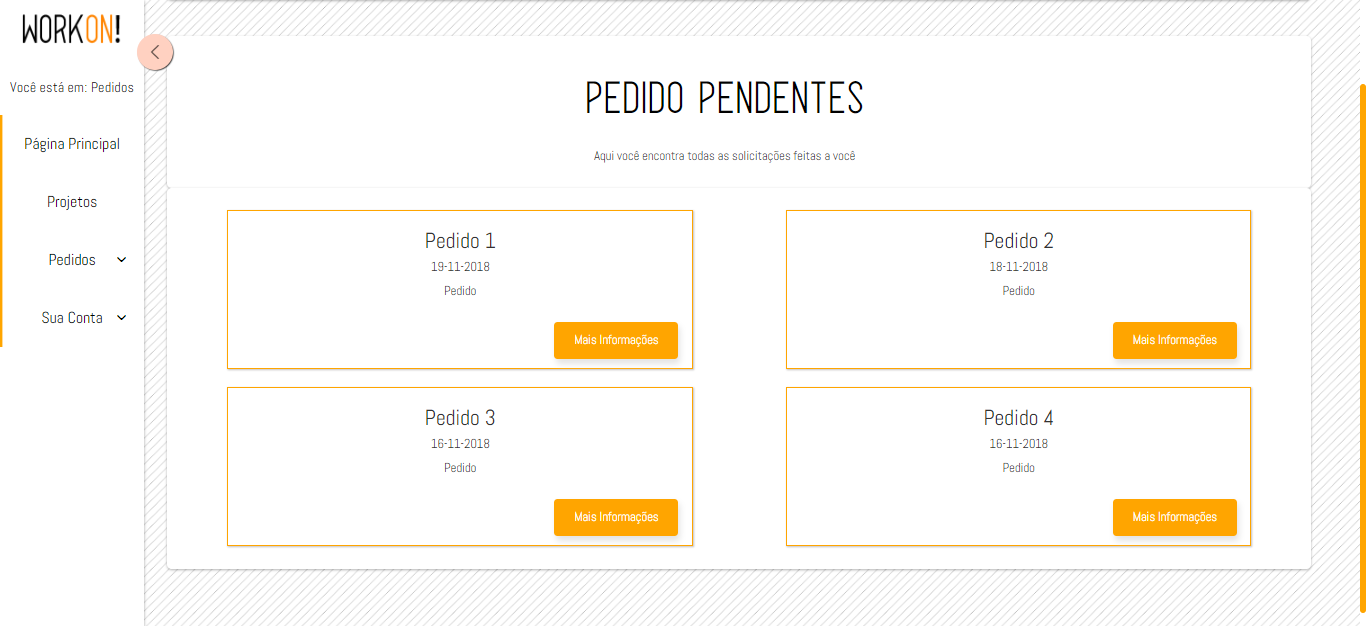 WORKON!
Você está em: Pedidos
Página Principal
Projetos
Pedidos
Sua Conta
PEDIDO PENDENTES
Aqui você encontra todas as solicitações feitas a você
Pedido 1
19-11-2018
Pedido
Mais Informações
Pedido 2
18-11-2018
Pedido
Mais Informações
Pedido 3
16-11-2018
Pedido
Mais Informações
Pedido 4
16-11-2018
Pedido
Mais Informações